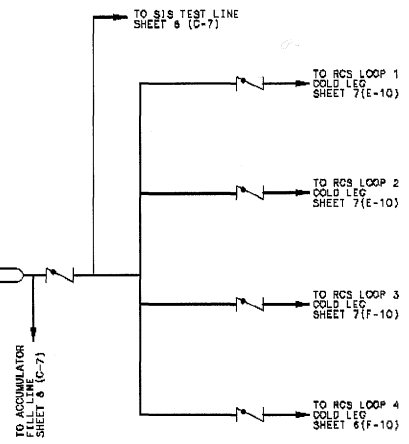 TO SIS TEST LINE
SHEET 6 (C-7)
TO RCS LOOP 1
COLD LEG
SHEET 7(E-10)
TO RCS LOOP 2
COLD LEG
SHEET 7(E-10)
TO RCS LOOP 3
COLD LEG
SHEET 7(F-10)
TO RCS LOOP 4
COLD LEG
SHEET 6(F-10)
TO ACCUMULATOR
FILL LINE
SHEET 8 (C-7)